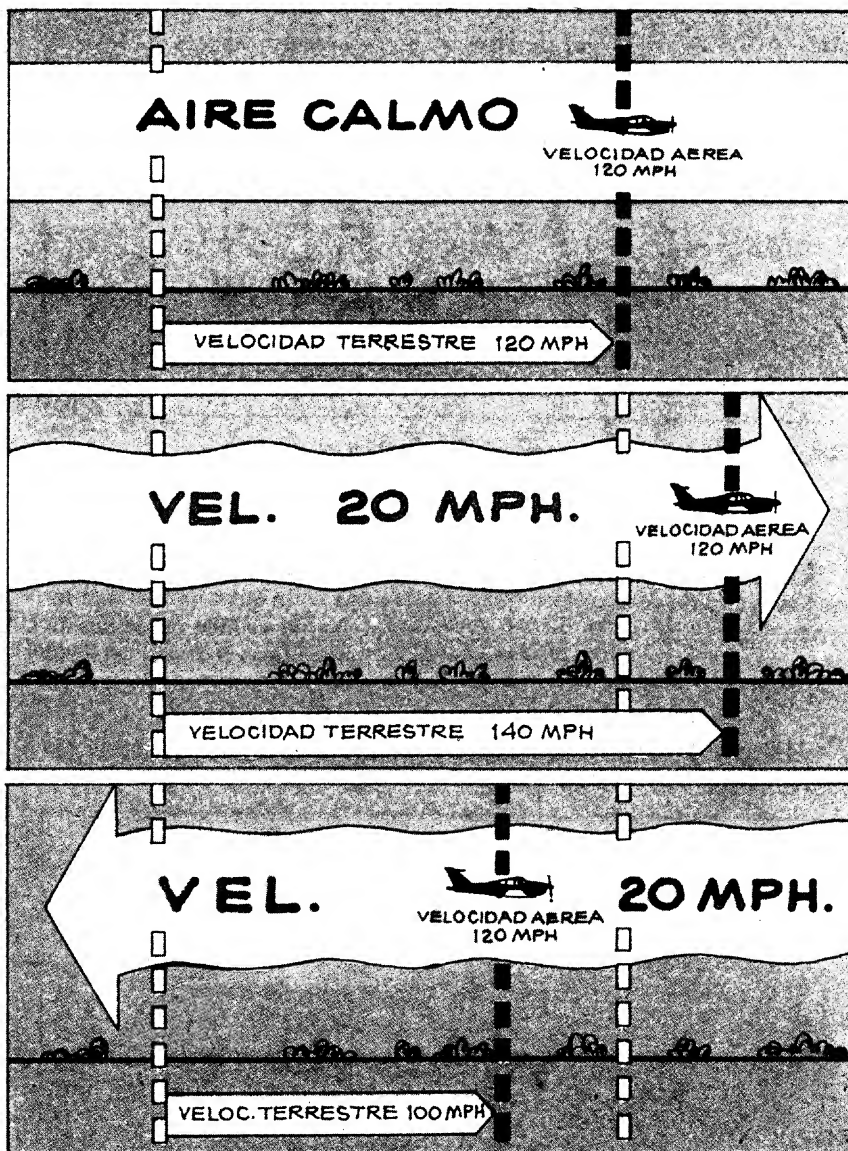 AIRE CALMO
VELOCIDAD AEREA
120 MPH
VELOCIDAD TERRESTRE 120 MPH
VEL. 20 MPH.
VELOCIDAD AEREA
120 MPH
VELOCIDAD TERRESTRE 140 MPH
VEL. 20 MPH.
VELOCIDAD AEREA
120 MPH
VELOC. TERRESTRE 100 MPH